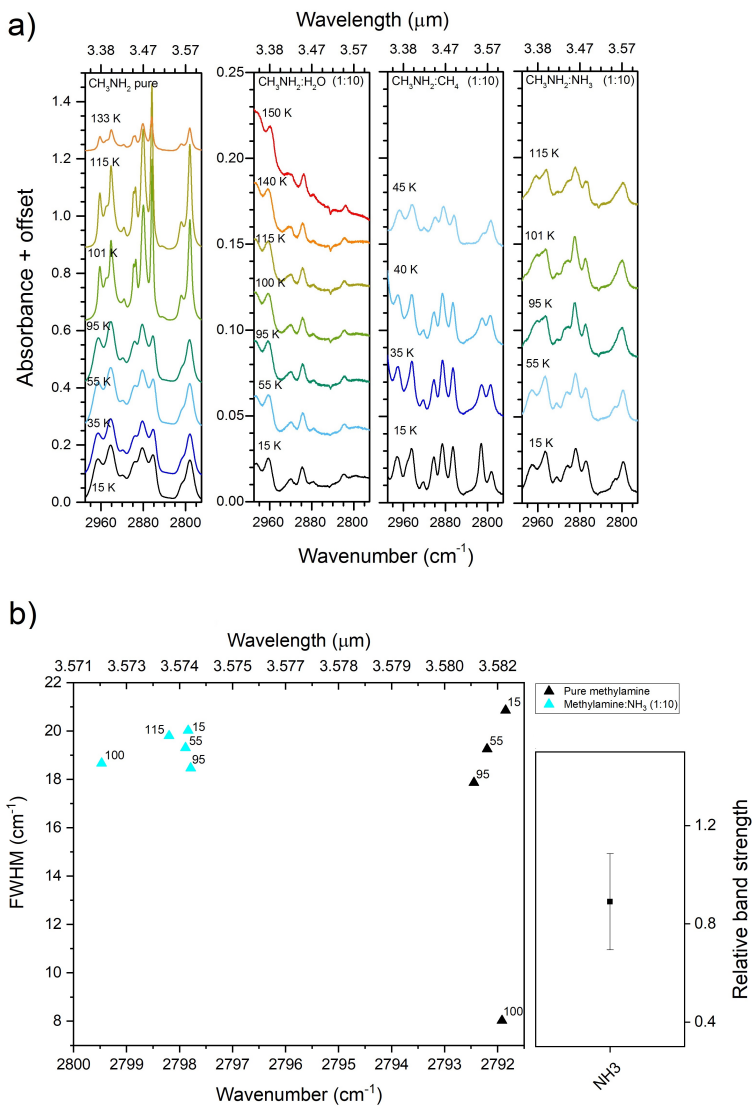 a)
Wavelength (μm)
3.38 3.47 3.57 3.38 3.47 3.57 3.38 3.47 3.57 3.38 3.47 3.57
CH₃NH₂ pure
CH₃NH₂:H₂O (1:10)
CH₃NH₂:CH₄ (1:10)
CH₃NH₂:NH₃ (1:10)
Absorbance + offset
1.4
1.2
1.0
0.8
0.6
0.4
0.2
0.0
133 K
115 K
101 K
95 K
55 K
35 K
15 K
0.25
0.20
0.15
0.10
0.05
0.00
150 K
140 K
115 K
100 K
95 K
55 K
15 K
45 K
40 K
35 K
15 K
115 K
101 K
95 K
55 K
15 K
2960 2880 2800 2960 2880 2800 2960 2880 2800 2960 2880 2800
Wavenumber (cm⁻¹)
b)
Wavelength (μm)
3.571 3.573 3.574 3.575 3.577 3.578 3.579 3.580 3.582
FWHM (cm⁻¹)
22
20
18
16
14
12
10
8
115
15
55
95
100
15
55
95
100
2800 2799 2798 2797 2796 2795 2794 2793 2792
Wavenumber (cm⁻¹)
Pure methylamine
Methylamine:NH₃ (1:10)
1.2
0.8
0.4
Relative band strength
NH3